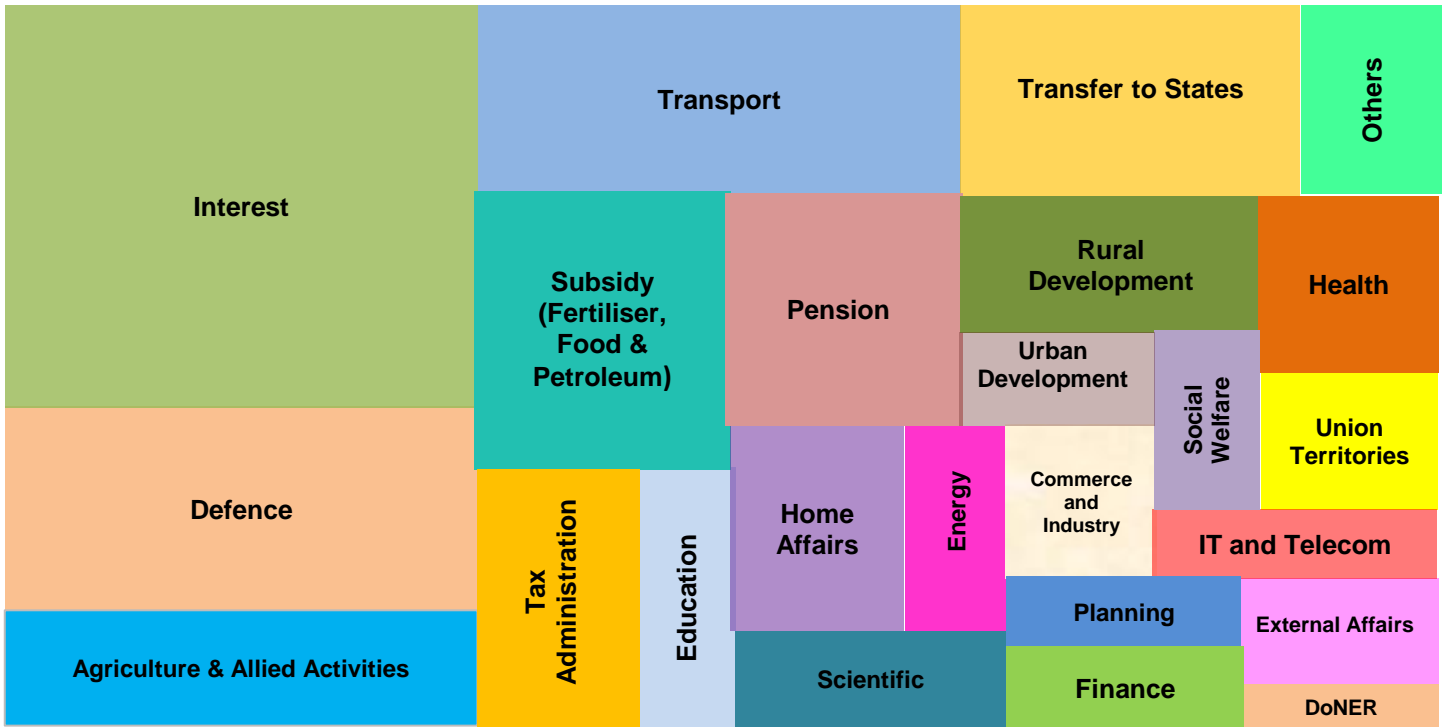 Interest
Defence
Agriculture & Allied Activities
Transport
Transfer to States
Others
Subsidy
(Fertiliser,
Food &
Petroleum)
Pension
Rural
Development
Health
Urban
Development
Social
Welfare
Union
Territories
Tax
Administration
Education
Home
Affairs
Energy
Commerce
and
Industry
IT and Telecom
Scientific
Planning
External Affairs
Finance
DoNER